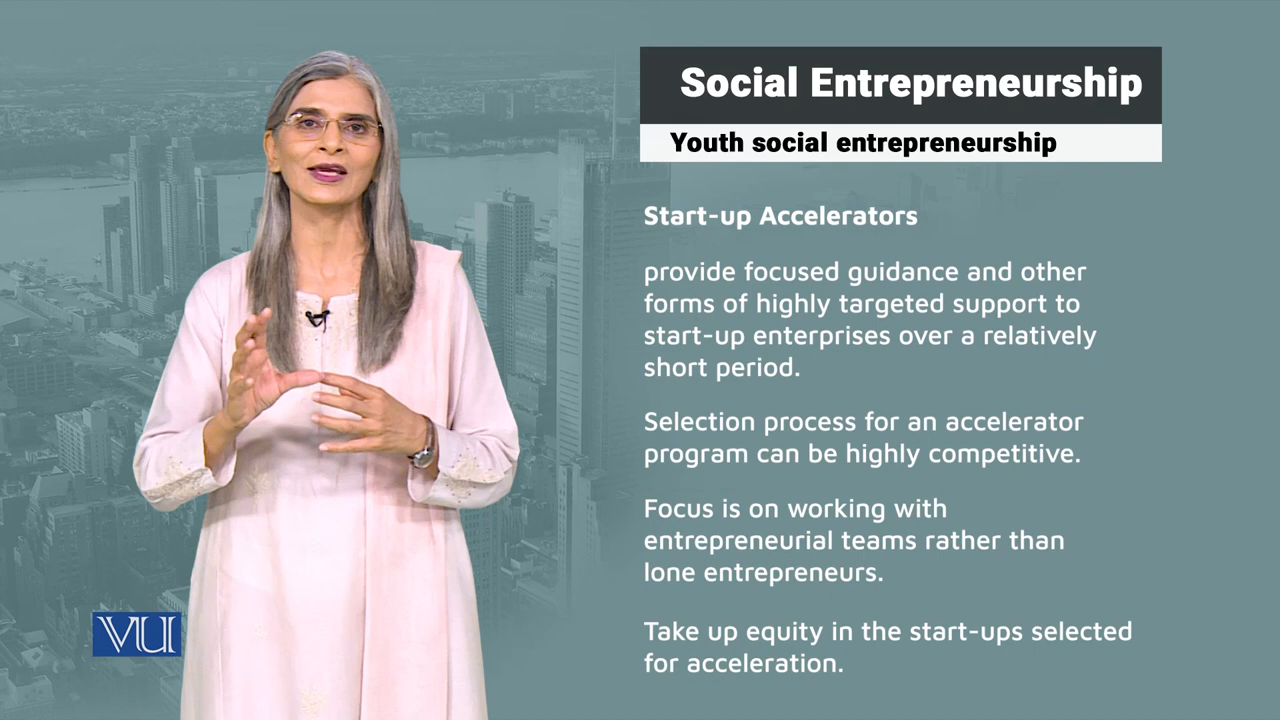 Social Entrepreneurship
Youth social entrepreneurship
Start-up Accelerators
provide focused guidance and other
forms of highly targeted support to
start-up enterprises over a relatively
short period.
Selection process for an accelerator
program can be highly competitive.
Focus is on working with
entrepreneurial teams rather than
lone entrepreneurs.
Take up equity in the start-ups selected
for acceleration.
VU